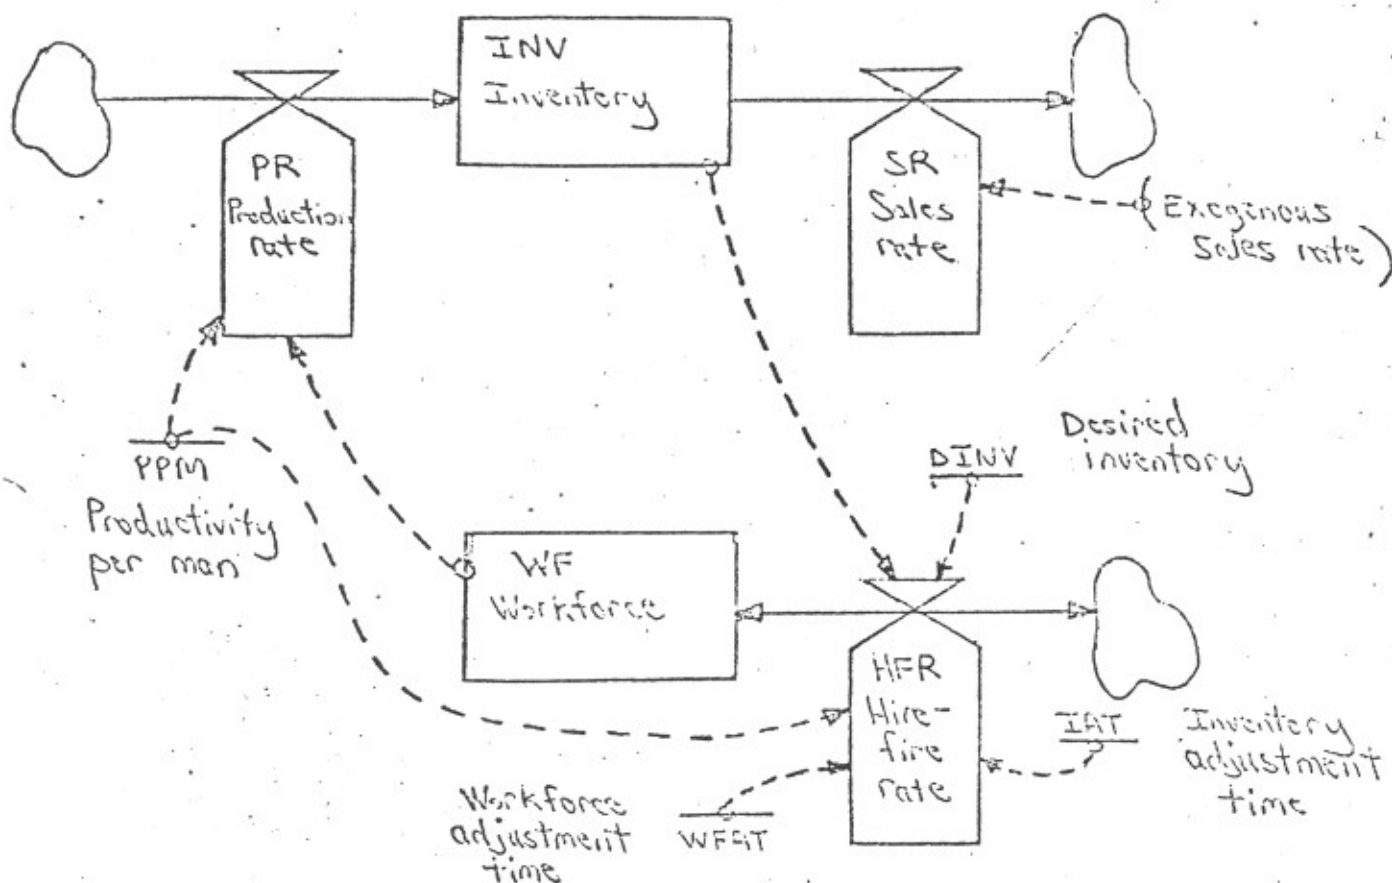 INV
Inventory
PR
Production
rate
SR
Sales
rate
(Exogenous
Sales rate)
PPM
Productivity
per man
DINV
Desired
inventory
WF
Workforce
HFR
Hire-
fire
rate
IAT
Inventory
adjustment
time
Workforce
adjustment
time
WFAT